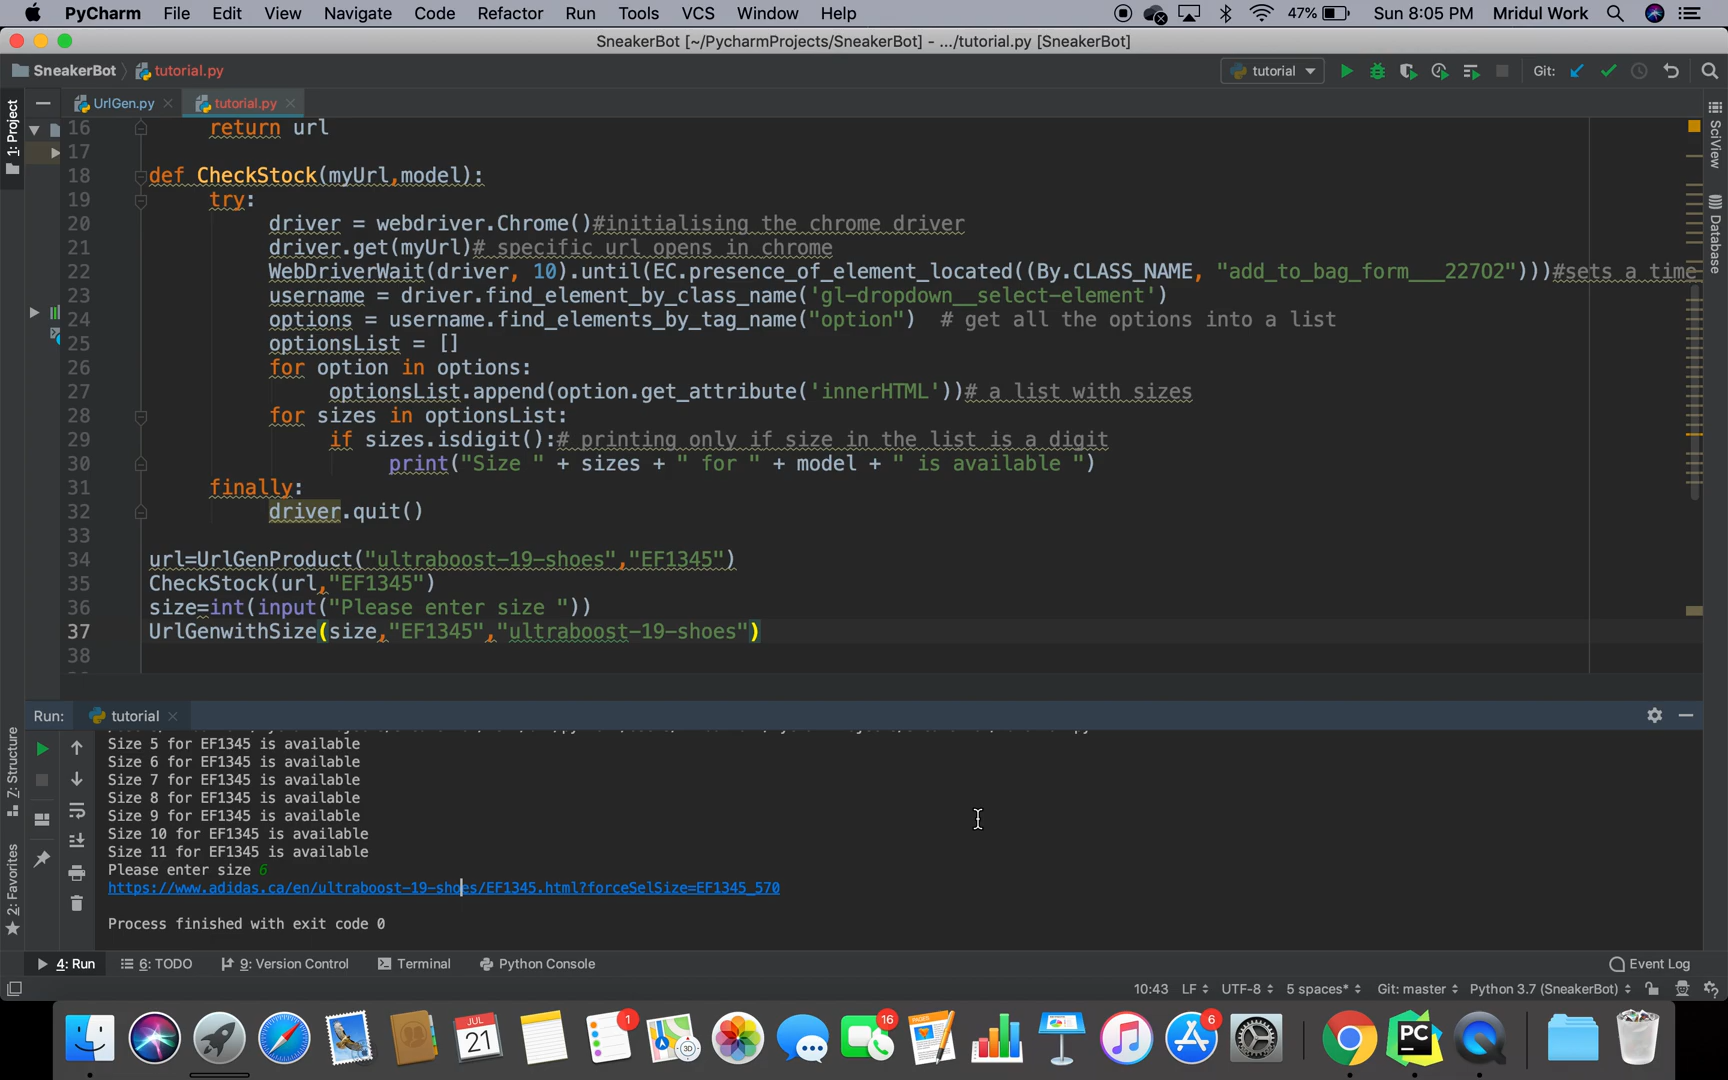 PyCharm File Edit View Navigate Code Refactor Run Tools VCS Window Help 47% Sun 8:05 PM Mridul Work
SneakerBot [~/PycharmProjects/SneakerBot] - .../tutorial.py [SneakerBot]
SneakerBot tutorial.py tutorial Git:
1: Project
UrlGen.py tutorial.py
SciView
Database
16 return url
17
18 def CheckStock(myUrl,model):
19 try:
20 driver = webdriver.Chrome()#initialising the chrome driver
21 driver.get(myUrl)# specific url opens in chrome
22 WebDriverWait(driver, 10).until(EC.presence_of_element_located((By.CLASS_NAME, "add_to_bag_form___22702")))#sets a time
23 username = driver.find_element_by_class_name('gl-dropdown__select-element')
24 options = username.find_elements_by_tag_name("option") # get all the options into a list
25 optionsList = []
26 for option in options:
27 optionsList.append(option.get_attribute('innerHTML'))# a list with sizes
28 for sizes in optionsList:
29 if sizes.isdigit():# printing only if size in the list is a digit
30 print("Size " + sizes + " for " + model + " is available ")
31 finally:
32 driver.quit()
33
34 url=UrlGenProduct("ultraboost-19-shoes","EF1345")
35 CheckStock(url,"EF1345")
36 size=int(input("Please enter size "))
37 UrlGenwithSize(size,"EF1345","ultraboost-19-shoes")
38
Run: tutorial
Z: Structure
2: Favorites
Size 5 for EF1345 is available
Size 6 for EF1345 is available
Size 7 for EF1345 is available
Size 8 for EF1345 is available
Size 9 for EF1345 is available
Size 10 for EF1345 is available
Size 11 for EF1345 is available
Please enter size 6
https://www.adidas.ca/en/ultraboost-19-shoes/EF1345.html?forceSelSize=EF1345_570
Process finished with exit code 0
4: Run 6: TODO 9: Version Control Terminal Python Console Event Log
10:43 LF UTF-8 5 spaces* Git: master Python 3.7 (SneakerBot)
JUL
21
1
3D
16
6
PC